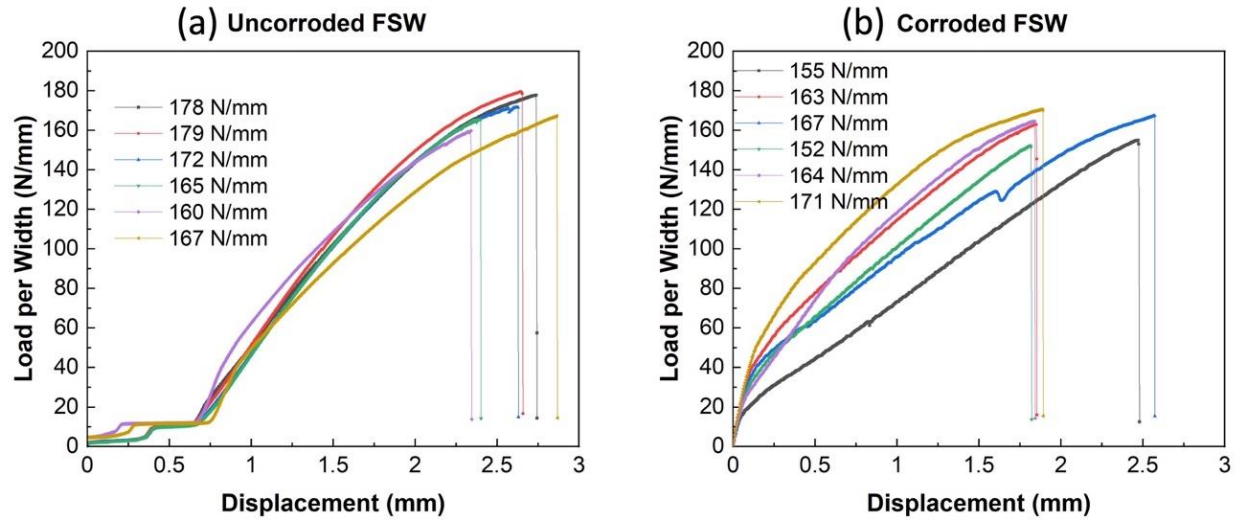 (a) Uncorroded FSW
200
180
160
140
120
100
80
60
40
20
0
Load per Width (N/mm)
178 N/mm
179 N/mm
172 N/mm
165 N/mm
160 N/mm
167 N/mm
0 0.5 1 1.5 2 2.5 3
Displacement (mm)
(b) Corroded FSW
200
180
160
140
120
100
80
60
40
20
0
Load per Width (N/mm)
155 N/mm
163 N/mm
167 N/mm
152 N/mm
164 N/mm
171 N/mm
0 0.5 1 1.5 2 2.5 3
Displacement (mm)